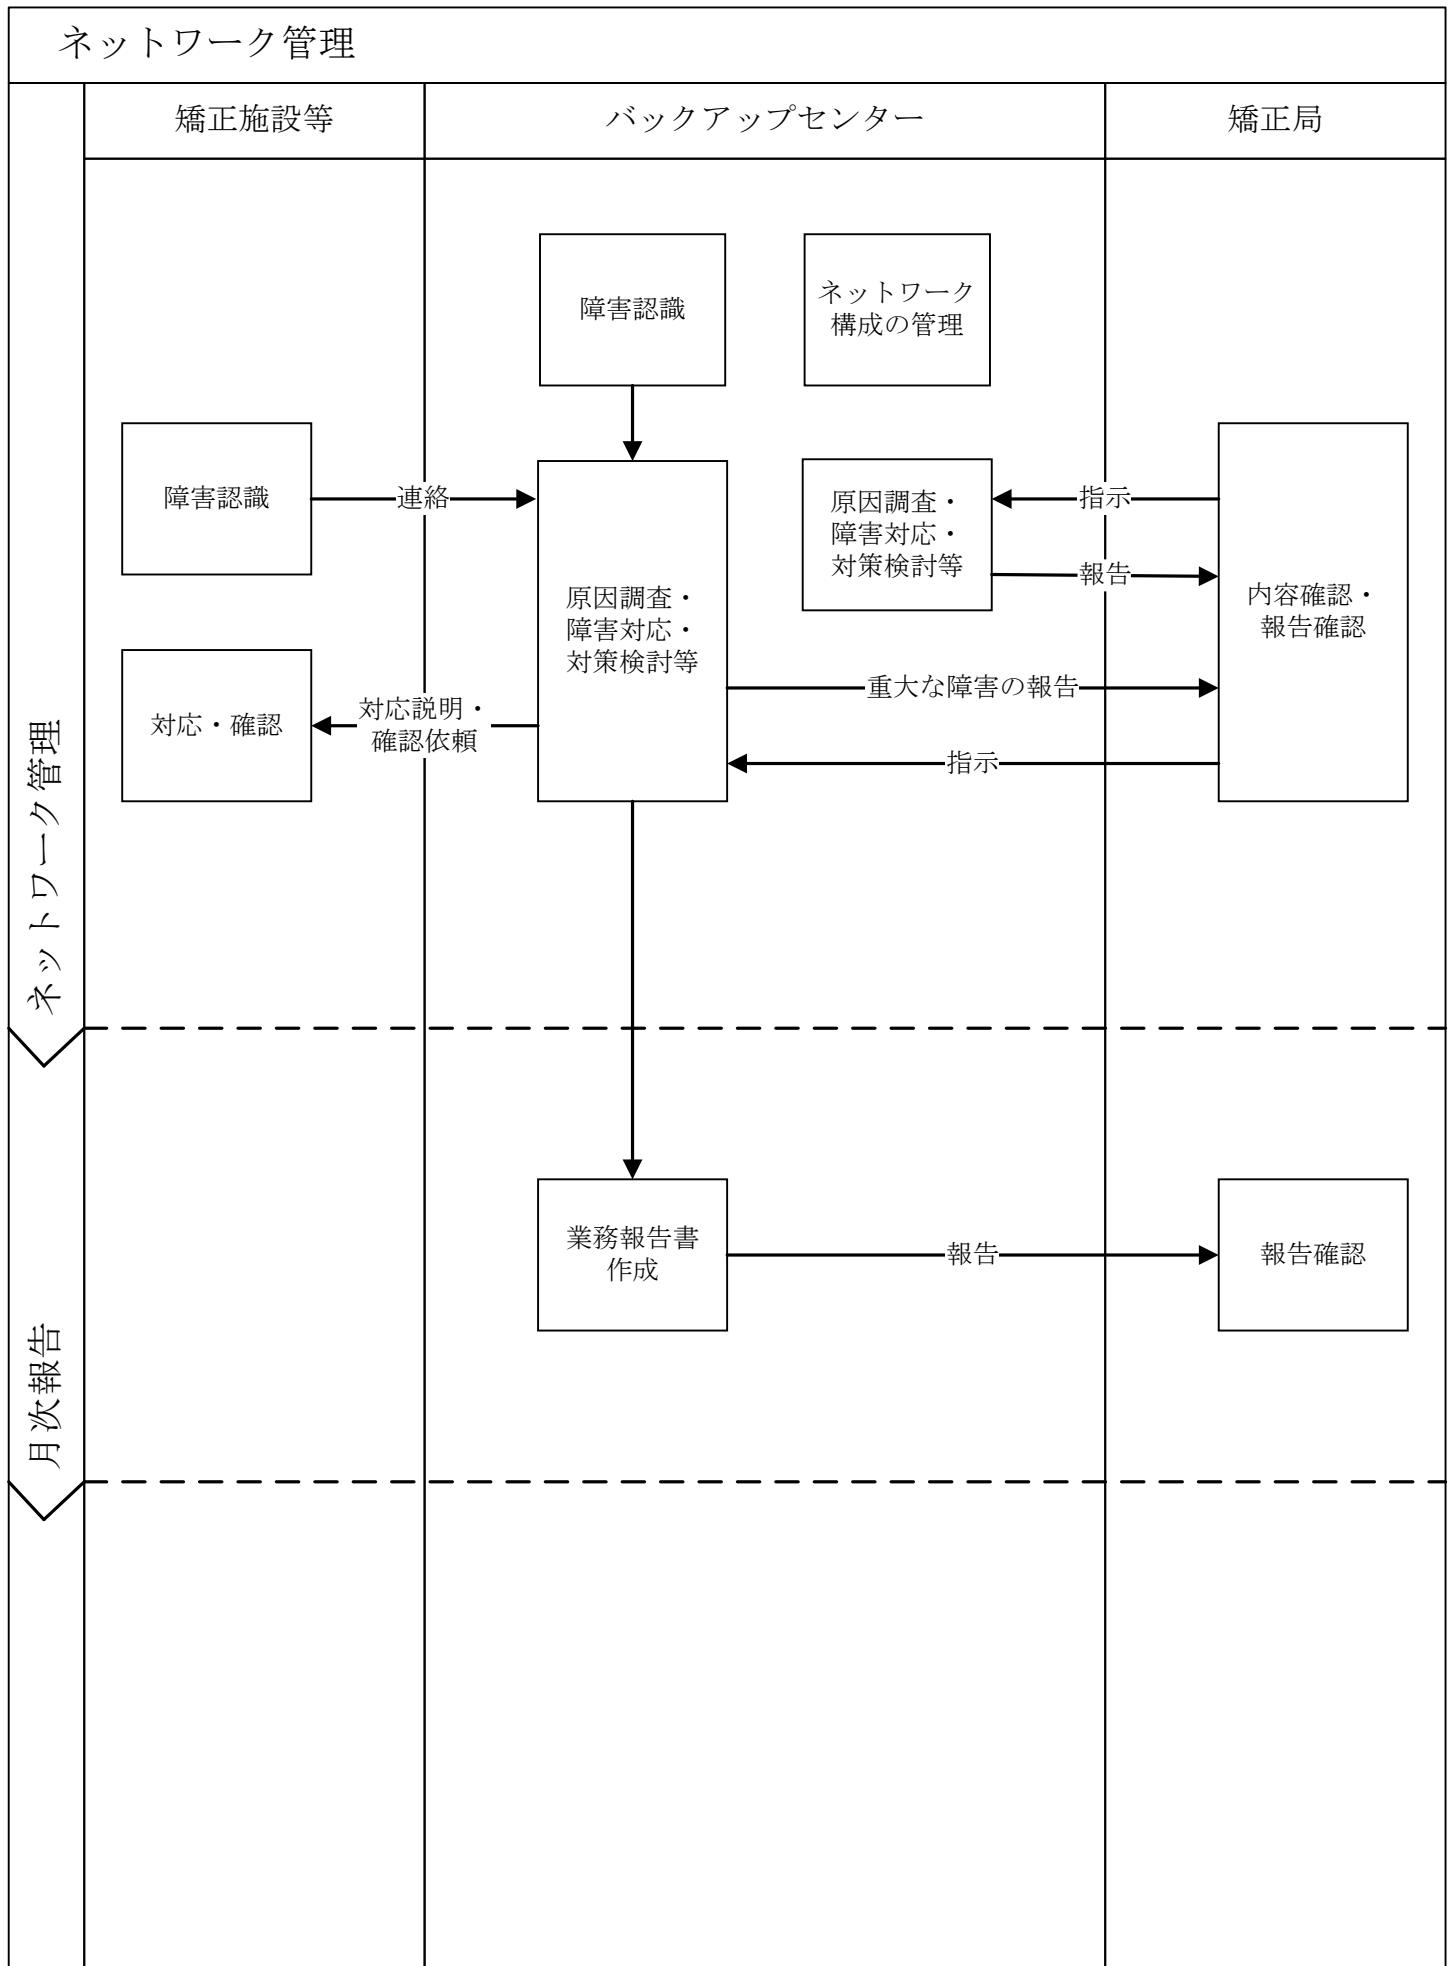 ネットワーク管理
矯正施設等
バックアップセンター
矯正局
ネットワーク管理
障害認識
ネットワーク
構成の管理
障害認識
連絡
原因調査・
障害対応・
対策検討等
原因調査・
障害対応・
対策検討等
指示
報告
内容確認・
報告確認
重大な障害の報告
対応・確認
対応説明・
確認依頼
指示
月次報告
業務報告書
作成
報告
報告確認